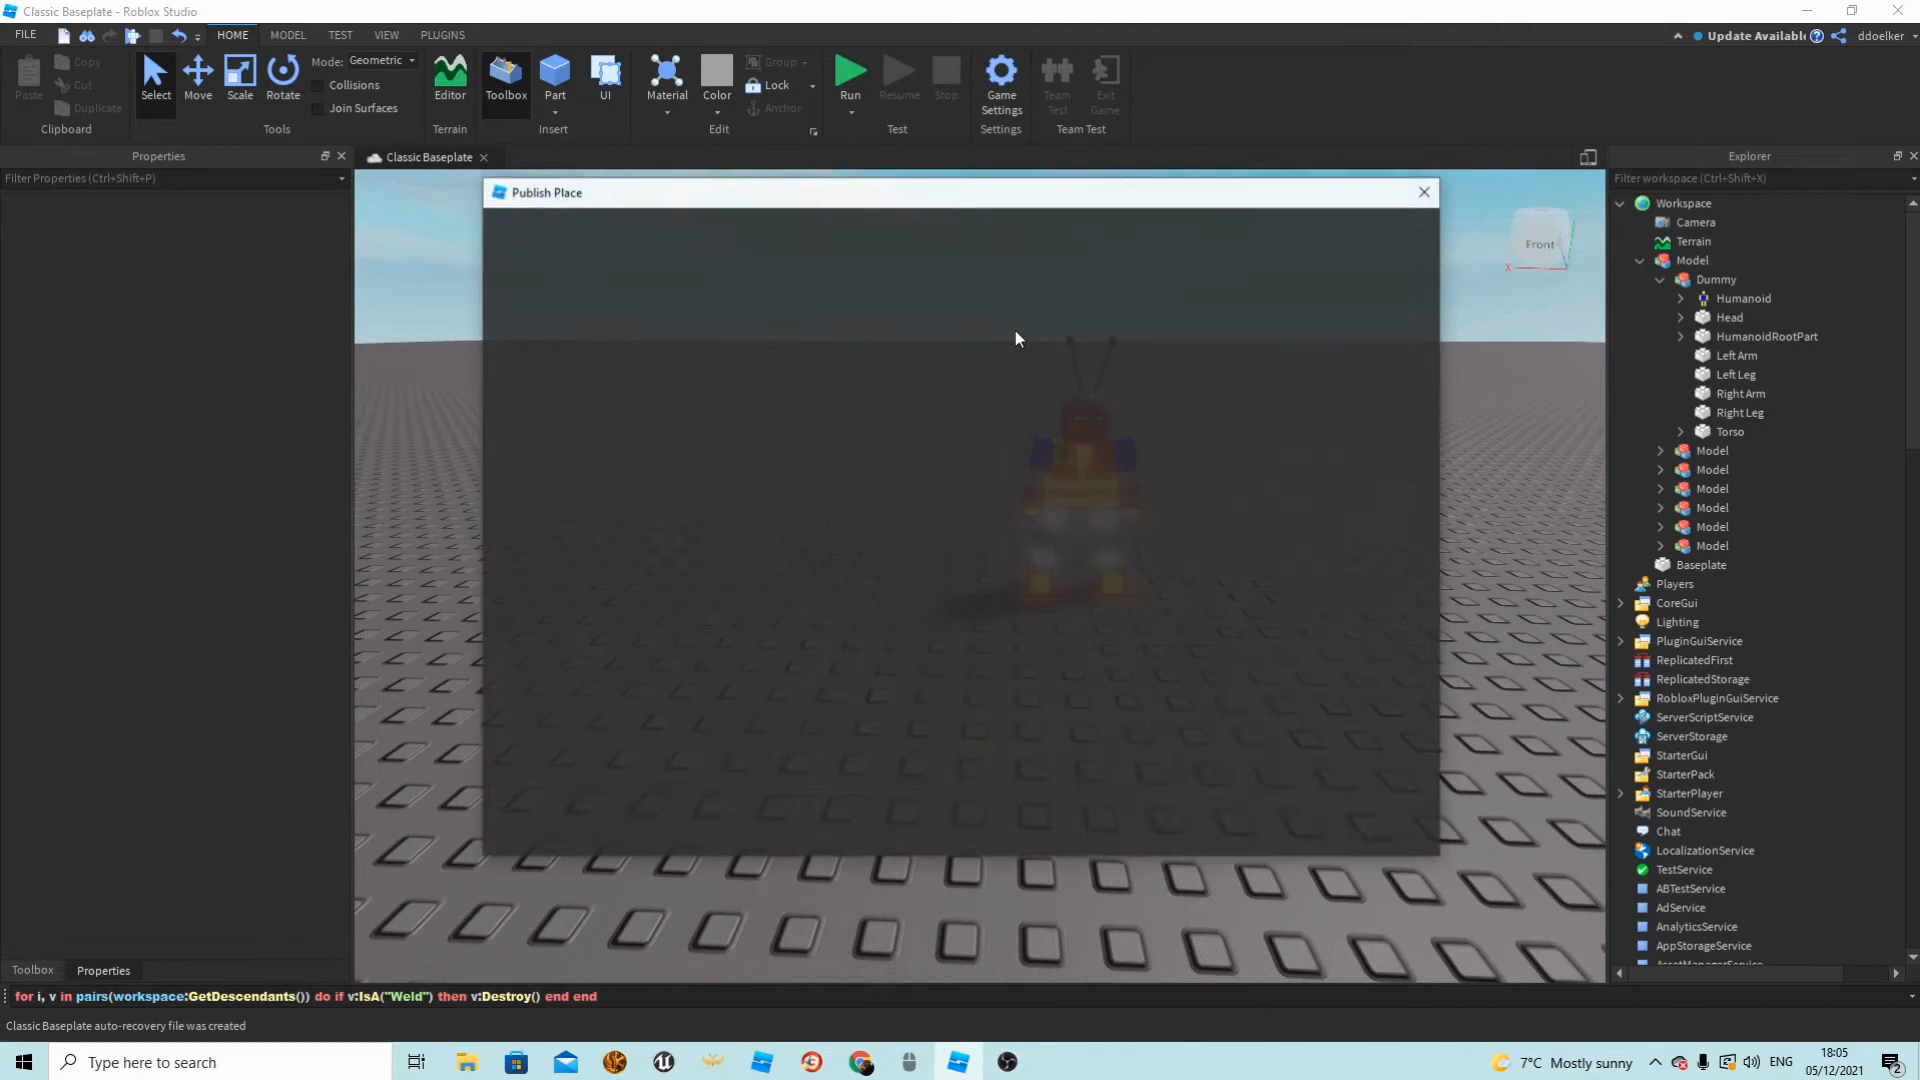 Classic Baseplate - Roblox Studio
FILE HOME MODEL TEST VIEW PLUGINS Update Available ddoelker
Paste Copy Cut Duplicate Clipboard
Select Move Scale Rotate Mode: Geometric Collisions Join Surfaces Tools
Editor Terrain
Toolbox Part UI Insert
Material Color Group Lock Anchor Edit
Run Resume Stop Test
Game Settings Settings
Team Test Exit Game Team Test
Properties
Filter Properties (Ctrl+Shift+P)
Classic Baseplate
Publish Place
Front
X
Explorer
Filter workspace (Ctrl+Shift+X)
Workspace
Camera
Terrain
Model
Dummy
Humanoid
Head
HumanoidRootPart
Left Arm
Left Leg
Right Arm
Right Leg
Torso
Model
Model
Model
Model
Model
Model
Baseplate
Players
CoreGui
Lighting
PluginGuiService
ReplicatedFirst
ReplicatedStorage
RobloxPluginGuiService
ServerScriptService
ServerStorage
StarterGui
StarterPack
StarterPlayer
SoundService
Chat
LocalizationService
TestService
ABTestService
AdService
AnalyticsService
AppStorageService
AssetManagerService
Toolbox Properties
for i, v in pairs(workspace:GetDescendants()) do if v:IsA("Weld") then v:Destroy() end end
Classic Baseplate auto-recovery file was created
Type here to search
7°C Mostly sunny ENG 18:05
05/12/2021
2